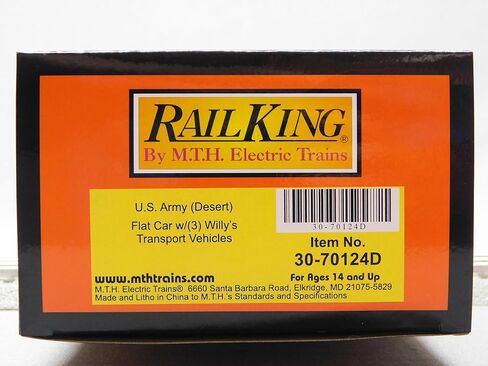 RAILKING®
By M.T.H. Electric Trains
U.S. Army (Desert)
Flat Car w/(3) Willy's
Transport Vehicles
30-70124D
Item No.
30-70124D
www.mthtrains.com
For Ages 14 and Up
M.T.H. Electric Trains® 6660 Santa Barbara Road, Elkridge, MD 21075-5829
Made and Litho in China to M.T.H.'s Standards and Specifications